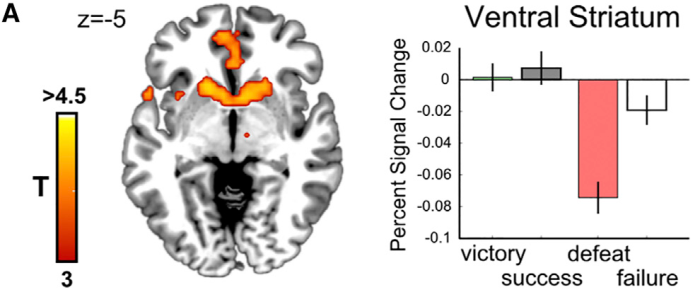 A
z=-5
>4.5
T
3
Ventral Striatum
Percent Signal Change
0.02
0
-0.02
-0.04
-0.06
-0.08
-0.1
victory
success
defeat
failure